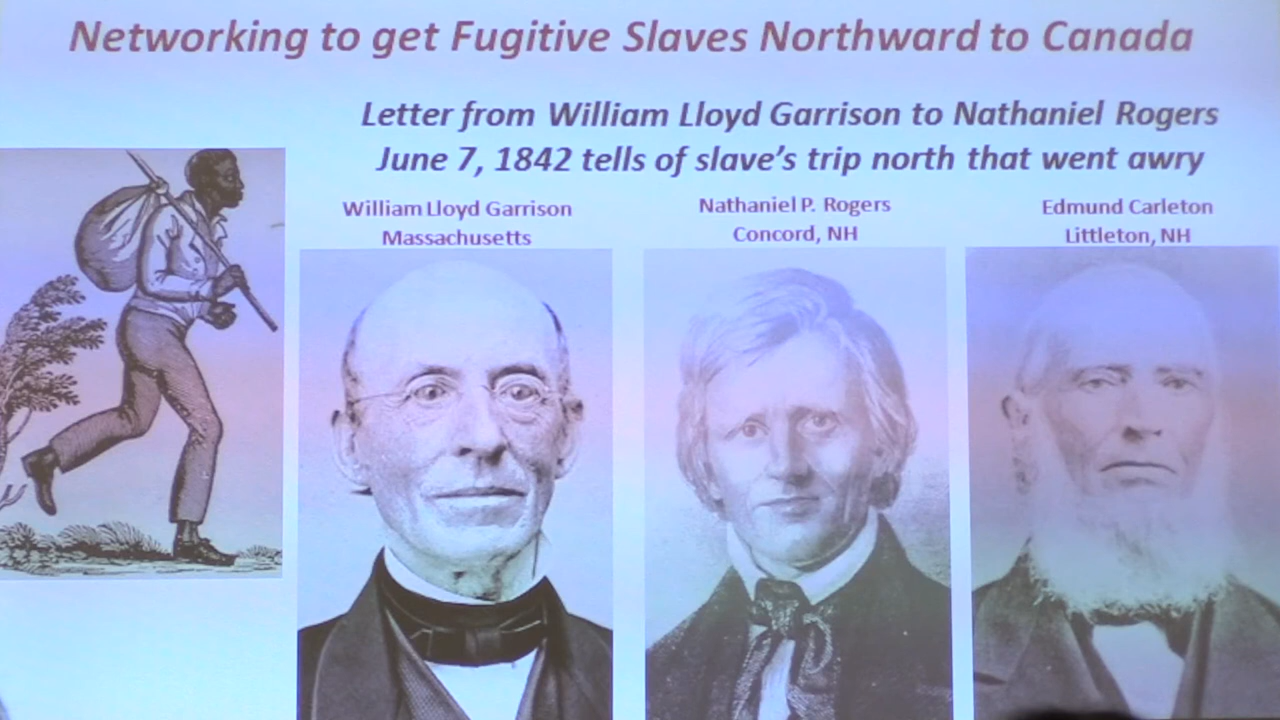 Networking to get Fugitive Slaves Northward to Canada
Letter from William Lloyd Garrison to Nathaniel Rogers
June 7, 1842 tells of slave's trip north that went awry
William Lloyd Garrison
Massachusetts
Nathaniel P. Rogers
Concord, NH
Edmund Carleton
Littleton, NH